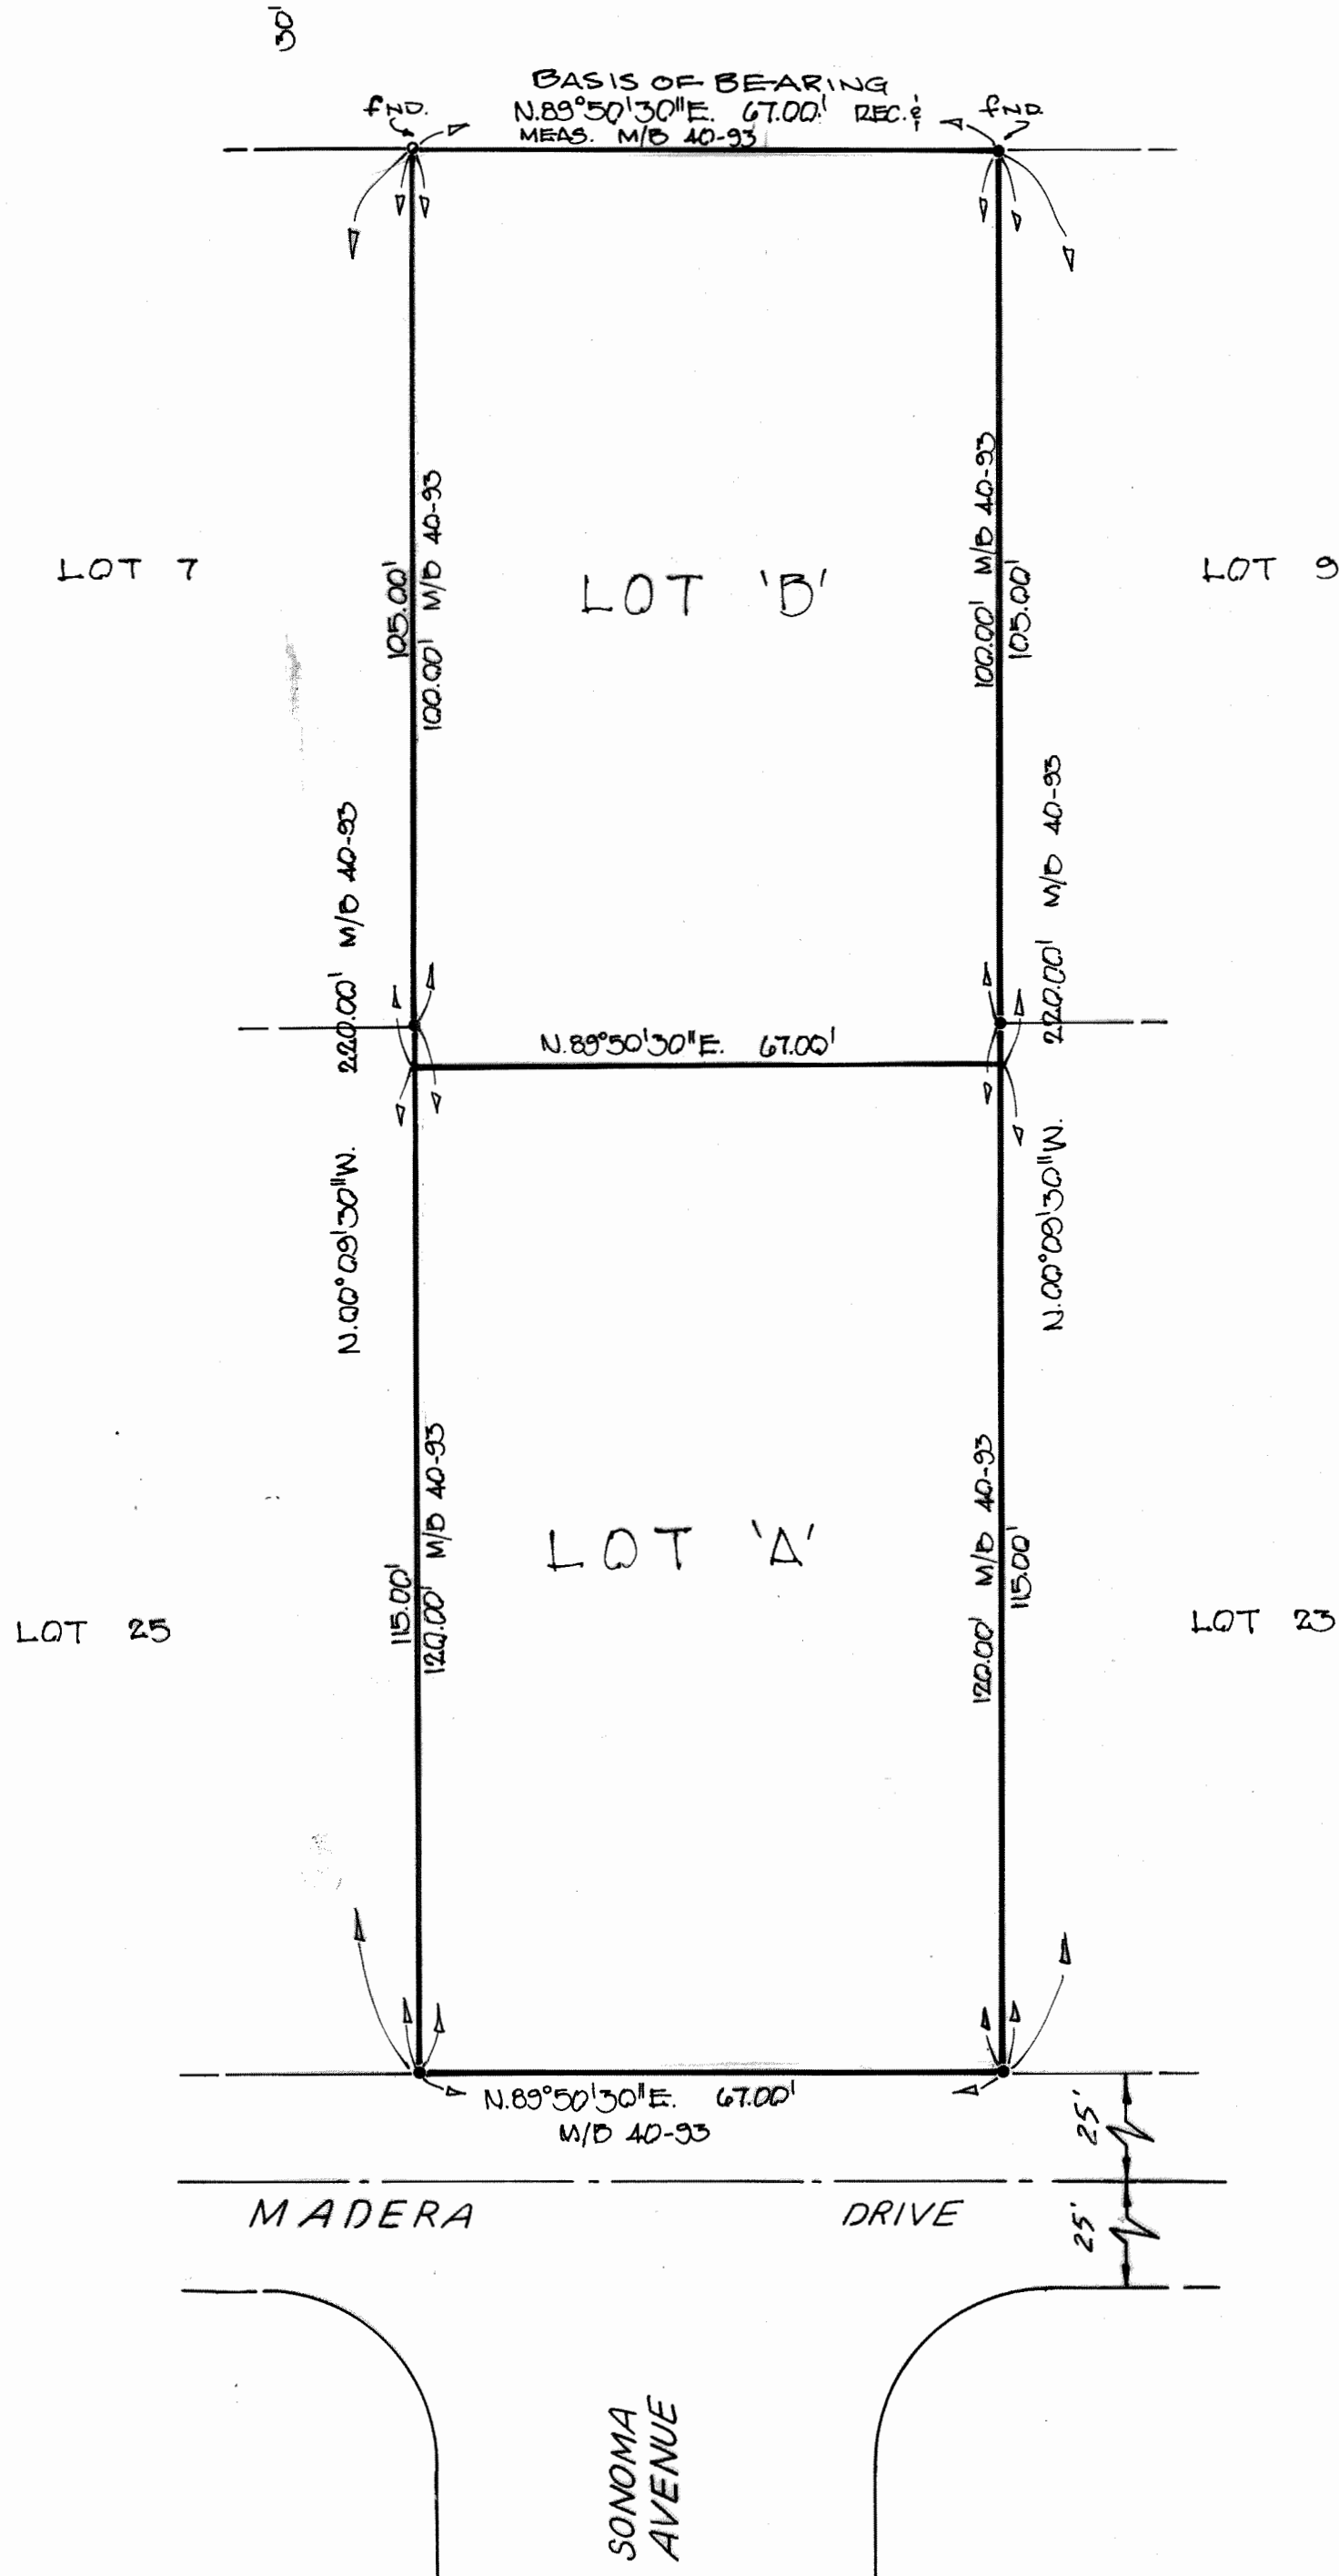 30'
BASIS OF BEARING
N.89°50'30"E. 67.00' REC. &
MEAS. M/B 40-93
FND.
FND.
105.00'
100.00' M/B 40-93
100.00' M/B 40-93
105.00'
LOT 7
LOT 'B'
LOT 9
220.00' M/B 40-93
220.00' M/B 40-93
N.89°50'30"E. 67.00'
N.00°09'30"W.
N.00°09'30"W.
115.00'
120.00' M/B 40-93
120.00' M/B 40-93
115.00'
LOT 'A'
LOT 25
LOT 23
N.89°50'30"E. 67.00'
M/B 40-93
25'
MADERA DRIVE
25'
SONOMA
AVENUE